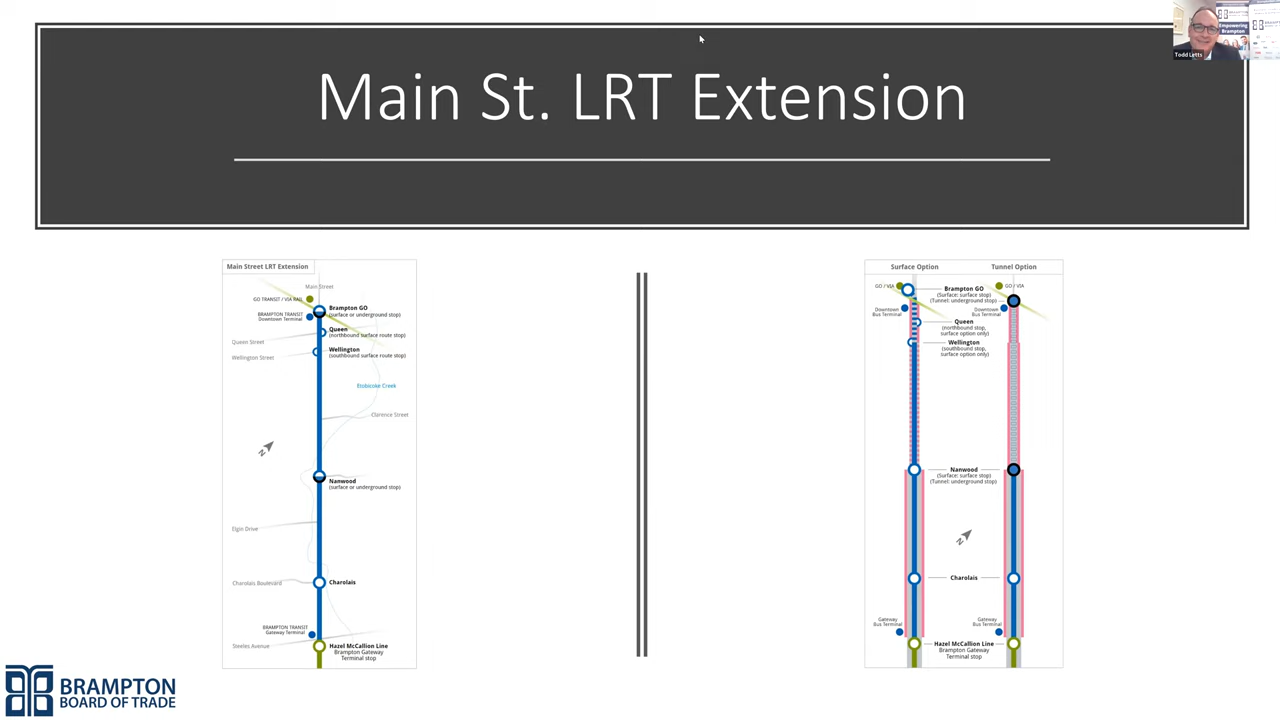 Main St. LRT Extension
Empowering
Brampton
Todd Letts
Main Street LRT Extension
Main Street
GO TRANSIT / VIA RAIL
Brampton GO
(surface or underground stop)
BRAMPTON TRANSIT
Downtown Terminal
Queen
(northbound surface route stop)
Queen Street
Wellington
(southbound surface route stop)
Wellington Street
Etobicoke Creek
Clarence Street
N
Nanwood
(surface or underground stop)
Elgin Drive
Charolais Boulevard
Charolais
BRAMPTON TRANSIT
Gateway Terminal
Steeles Avenue
Hazel McCallion Line
Brampton Gateway
Terminal stop
Surface Option
Tunnel Option
GO / VIA
Brampton GO
(Surface: surface stop)
(Tunnel: underground stop)
GO / VIA
Downtown
Bus Terminal
Downtown
Bus Terminal
Queen
(northbound stop,
surface option only)
Wellington
(southbound stop,
surface option only)
Nanwood
(Surface: surface stop)
(Tunnel: underground stop)
N
Charolais
Gateway
Bus Terminal
Gateway
Bus Terminal
Hazel McCallion Line
Brampton Gateway
Terminal stop
BRAMPTON
BOARD OF TRADE